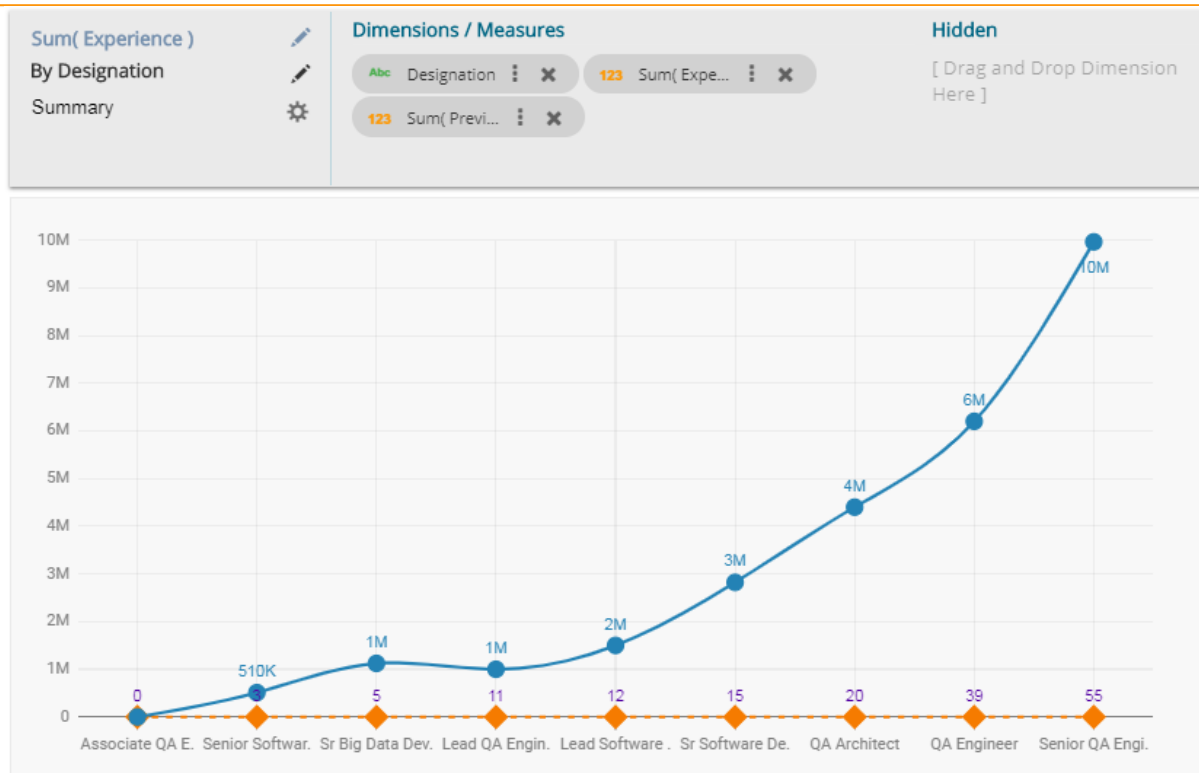 Sum( Experience )
By Designation
Summary
Dimensions / Measures
Abc Designation
123 Sum( Expe...
123 Sum( Previ...
Hidden
[ Drag and Drop Dimension
Here ]
10M
9M
8M
7M
6M
5M
4M
3M
2M
1M
0
510K
1M
1M
2M
3M
4M
6M
10M
0
3
5
11
12
15
20
39
55
Associate QA E.
Senior Softwar.
Sr Big Data Dev.
Lead QA Engin.
Lead Software .
Sr Software De.
QA Architect
QA Engineer
Senior QA Engi.